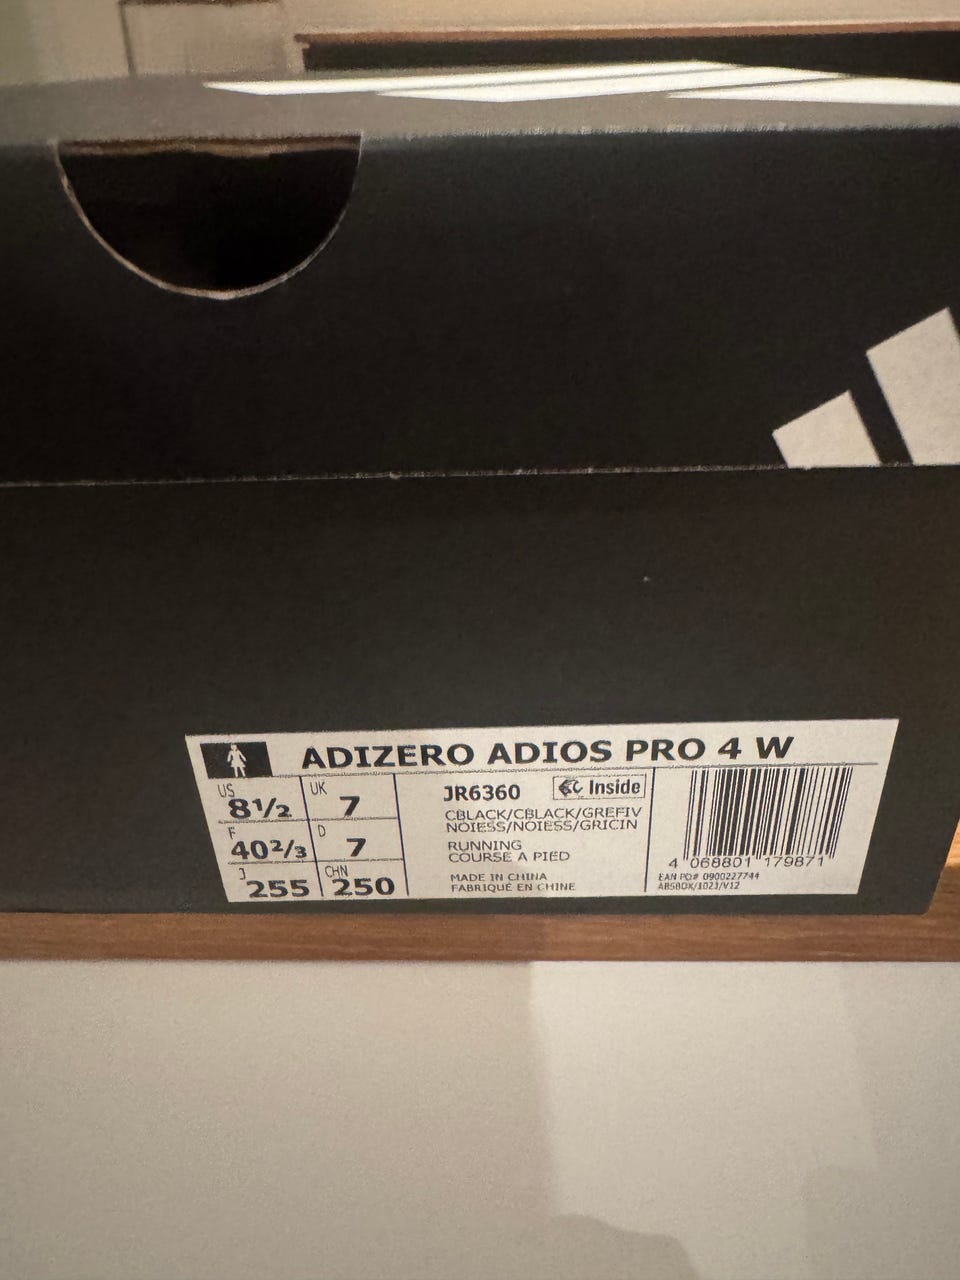 ADIZERO ADIOS PRO 4 W
US 8½ UK 7
F 40⅔ D 7
J 255 CHN 250
JR6360 Inside
CBLACK/CBLACK/GREFIV
NOIESS/NOIESS/GRICIN
RUNNING
COURSE A PIED
MADE IN CHINA
FABRIQUÉ EN CHINE
4 068801 179871
EAN PO# 0900227744